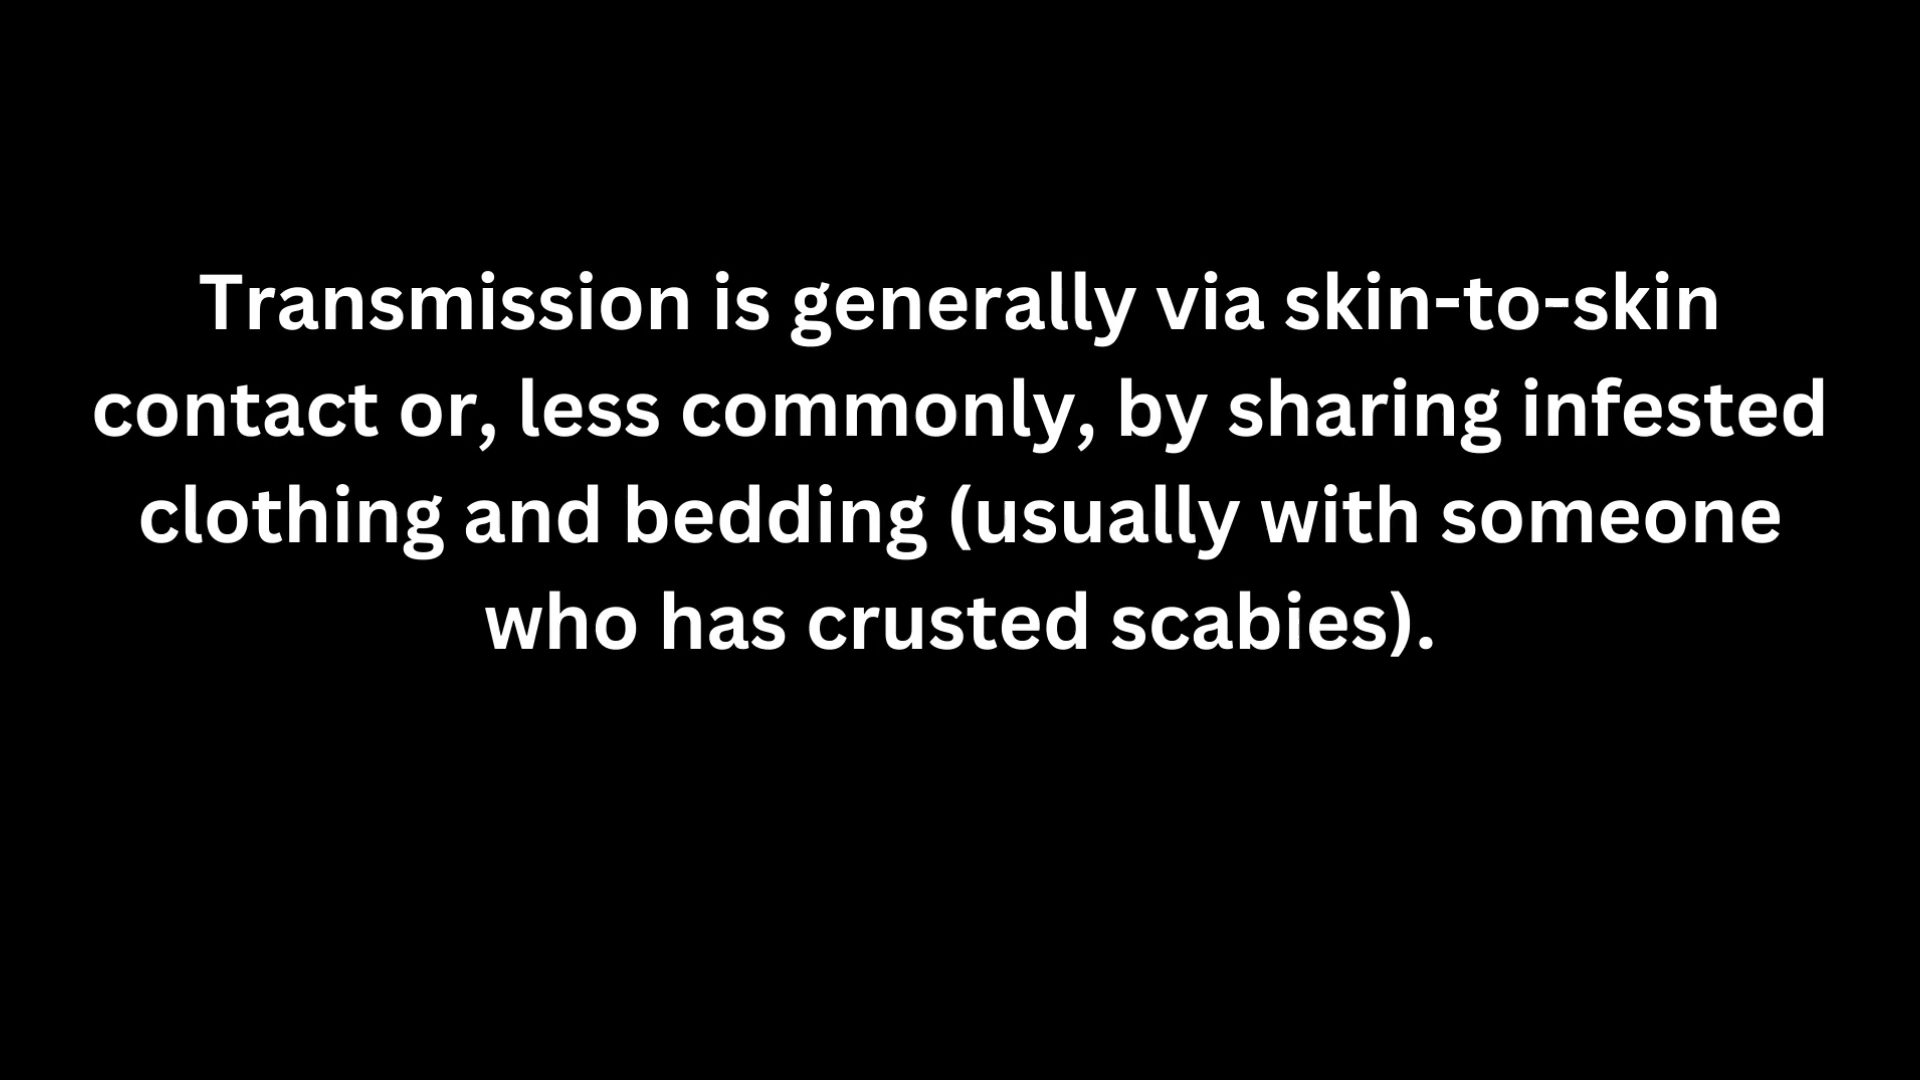 Transmission is generally via skin-to-skin
contact or, less commonly, by sharing infested
clothing and bedding (usually with someone
who has crusted scabies).